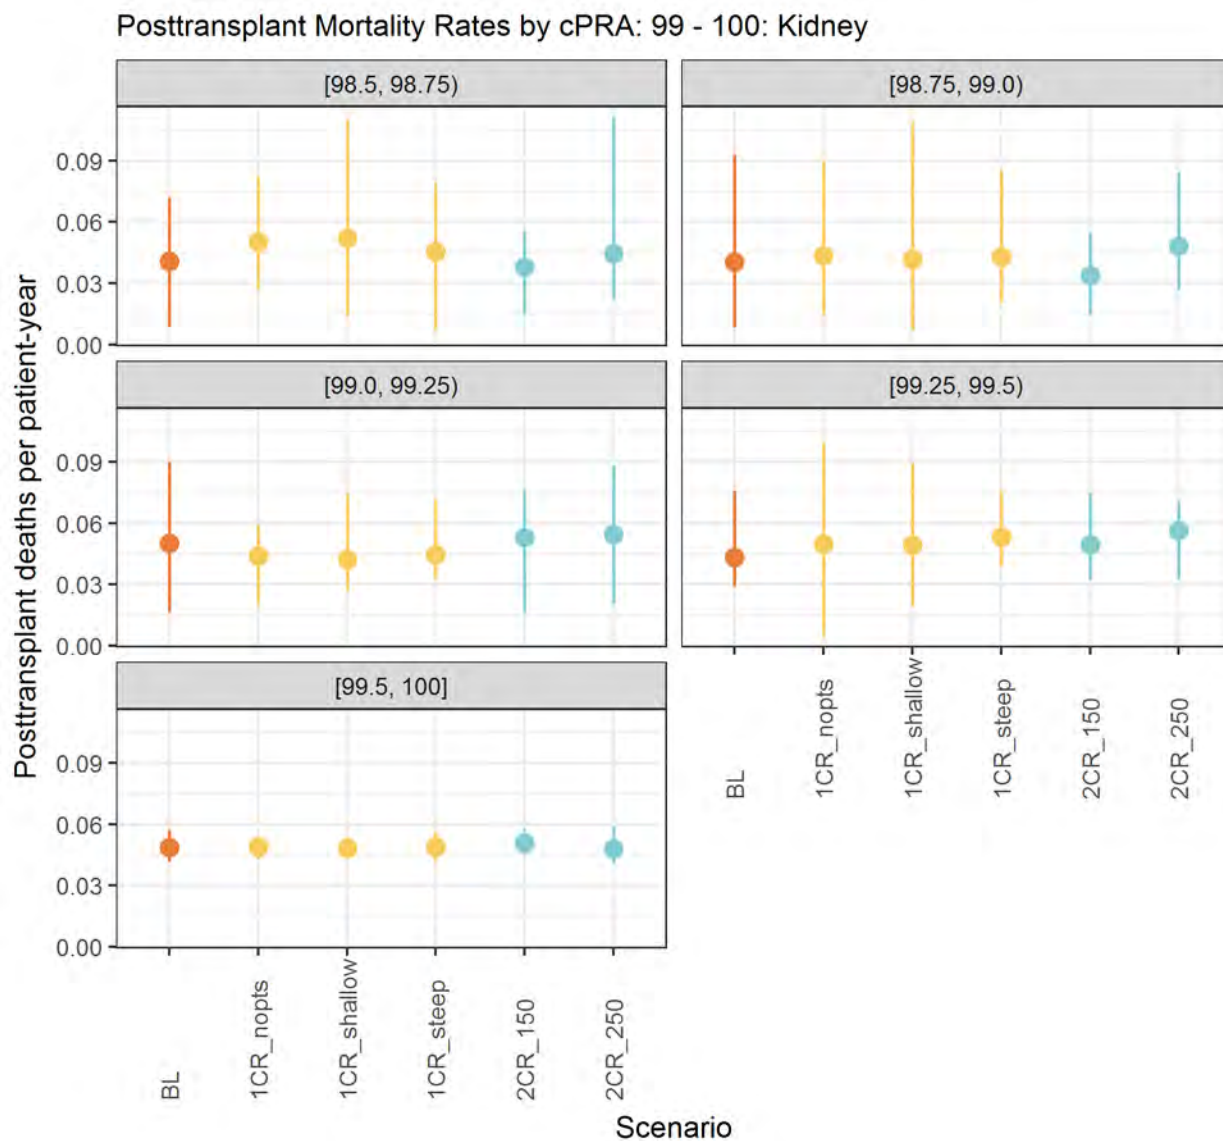 Posttransplant Mortality Rates by cPRA: 99 - 100: Kidney
[98.5, 98.75)
[98.75, 99.0)
0.09
0.06
0.03
0.00
[99.0, 99.25)
[99.25, 99.5)
0.09
0.06
0.03
0.00
[99.5, 100]
0.09
0.06
0.03
0.00
Posttransplant deaths per patient-year
BL
1CR_nopts
1CR_shallow
1CR_steep
2CR_150
2CR_250
BL
1CR_nopts
1CR_shallow
1CR_steep
2CR_150
2CR_250
Scenario